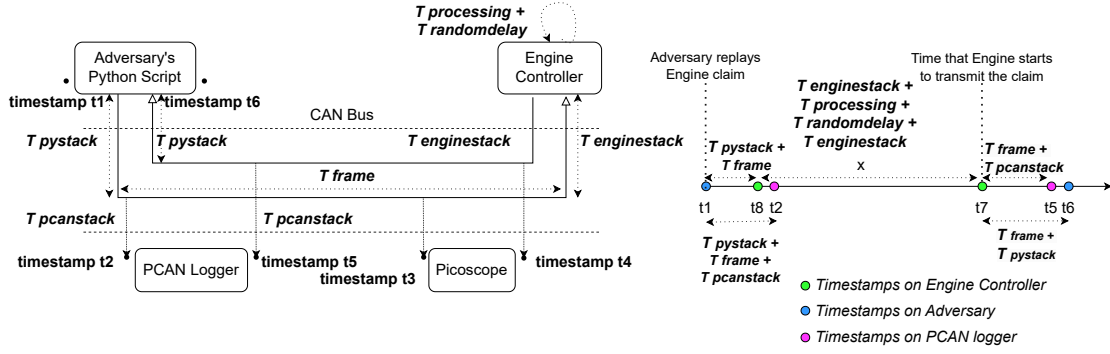 T processing +
T randomdelay
Adversary's
Python Script
Engine
Controller
timestamp t1
timestamp t6
CAN Bus
T pystack
T pystack
T enginestack
T enginestack
T frame
T pcanstack
T pcanstack
timestamp t2
PCAN Logger
timestamp t5
timestamp t3
Picoscope
timestamp t4
Adversary replays
Engine claim
Time that Engine starts
to transmit the claim
T enginestack +
T processing +
T randomdelay +
T enginestack
T pystack +
T frame
x
T frame +
T pcanstack
t1
t8
t2
t7
t5
t6
T pystack +
T frame +
T pcanstack
T frame +
T pystack
Timestamps on Engine Controller
Timestamps on Adversary
Timestamps on PCAN logger